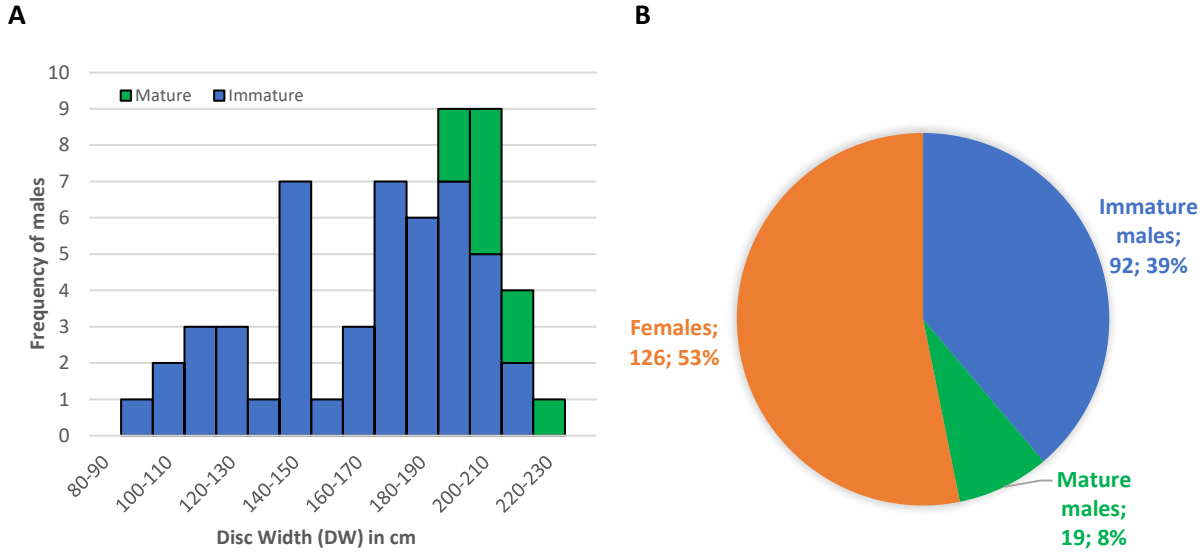 A
B
10
9
8
7
6
5
4
3
2
1
0
Frequency of males
Mature
Immature
80-90
100-110
120-130
140-150
160-170
180-190
200-210
220-230
Disc Width (DW) in cm
Immature
males;
92; 39%
Females;
126; 53%
Mature
males;
19; 8%